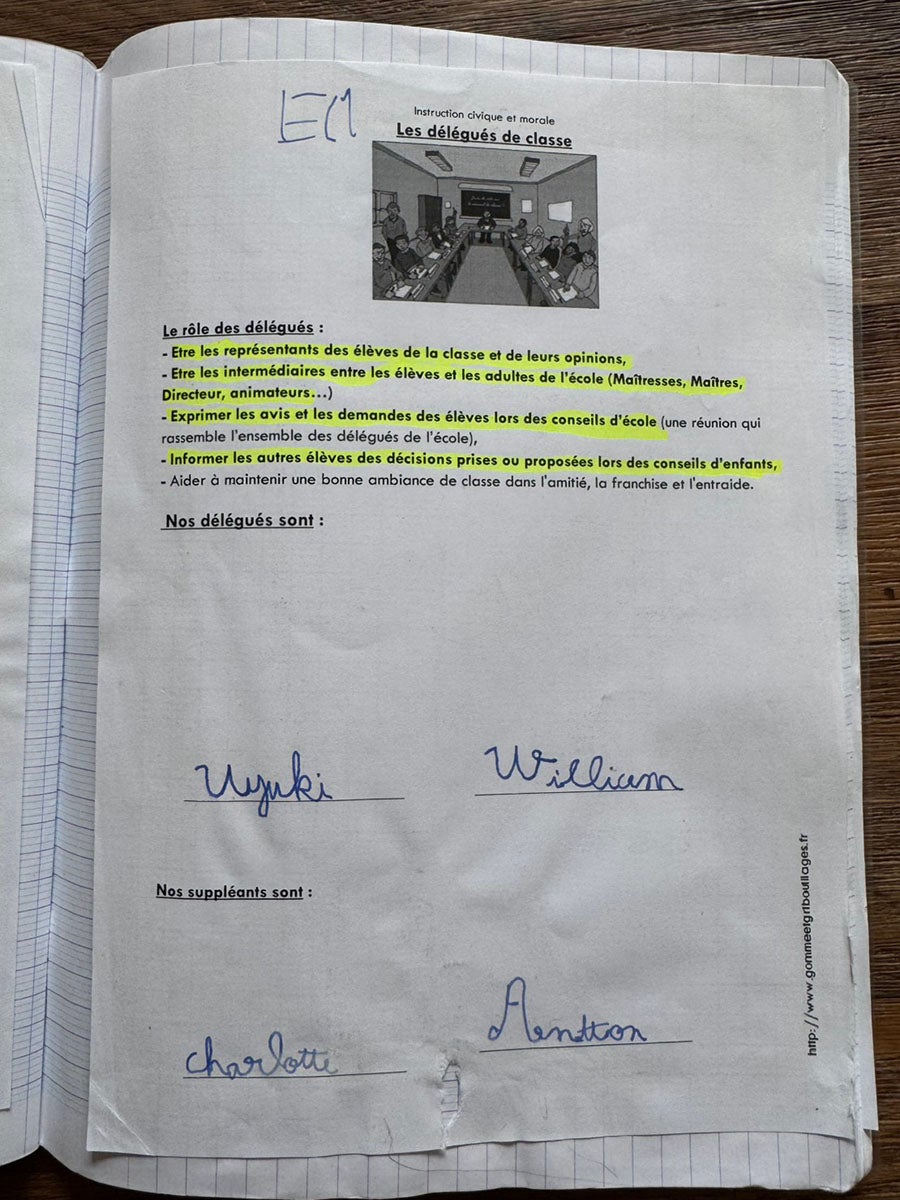 EM
Instruction civique et morale
Les délégués de classe
Le rôle des délégués :
- Etre les représentants des élèves de la classe et de leurs opinions,
- Etre les intermédiaires entre les élèves et les adultes de l'école (Maîtresses, Maîtres,
Directeur, animateurs...)
- Exprimer les avis et les demandes des élèves lors des conseils d'école (une réunion qui
rassemble l'ensemble des délégués de l'école),
- Informer les autres élèves des décisions prises ou proposées lors des conseils d'enfants,
- Aider à maintenir une bonne ambiance de classe dans l'amitié, la franchise et l'entraide.
Nos délégués sont :
Uyuki
William
Nos suppléants sont :
Charlotte
http://www.gommeetgribouillages.fr